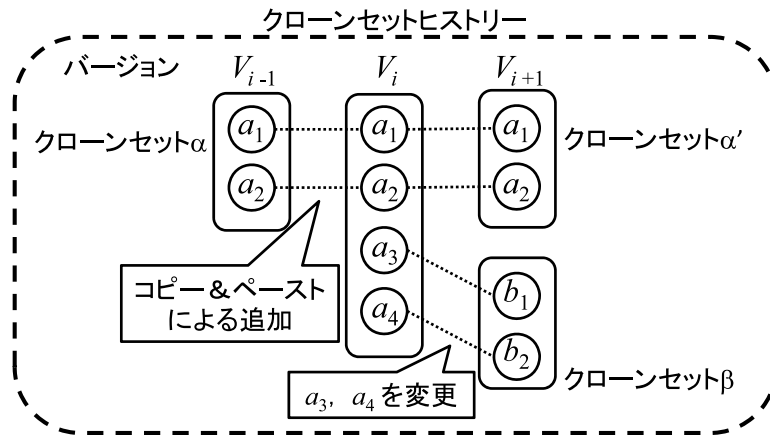 クローンセットヒストリー
バージョン V_{i-1} V_i V_{i+1}
クローンセットα a_1 a_1 a_1 クローンセットα'
a_2 a_2 a_2
a_3
コピー&ペースト
による追加
b_1
a_4
b_2
クローンセットβ
a_3, a_4 を変更